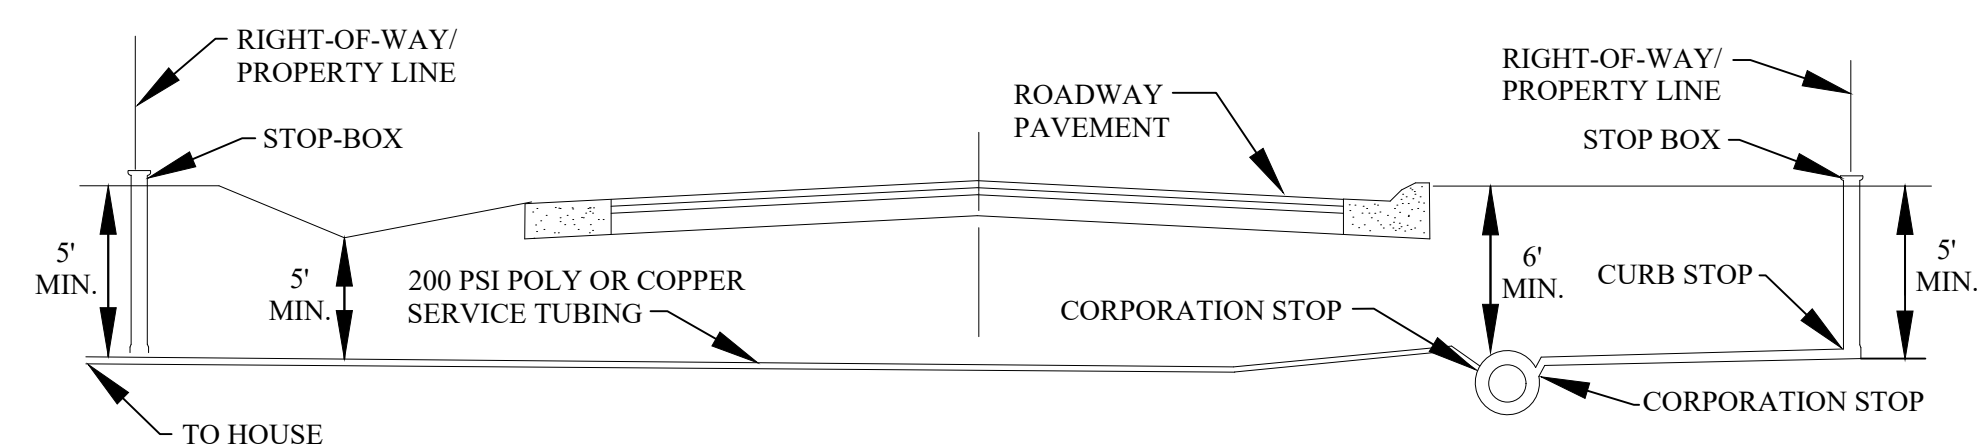 RIGHT-OF-WAY/
PROPERTY LINE
STOP-BOX
ROADWAY
PAVEMENT
RIGHT-OF-WAY/
PROPERTY LINE
STOP BOX
5'
MIN.
5'
MIN.
200 PSI POLY OR COPPER
SERVICE TUBING
CORPORATION STOP
6'
MIN.
CURB STOP
5'
MIN.
CORPORATION STOP
TO HOUSE